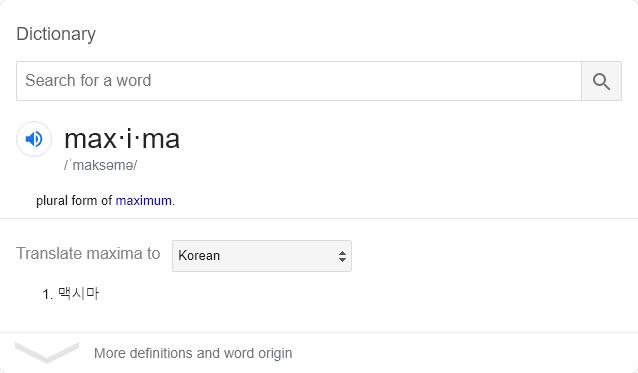 Dictionary
Search for a word
max·i·ma
/ˈmaksəmə/
plural form of maximum.
Translate maxima to Korean
1. 맥시마
More definitions and word origin